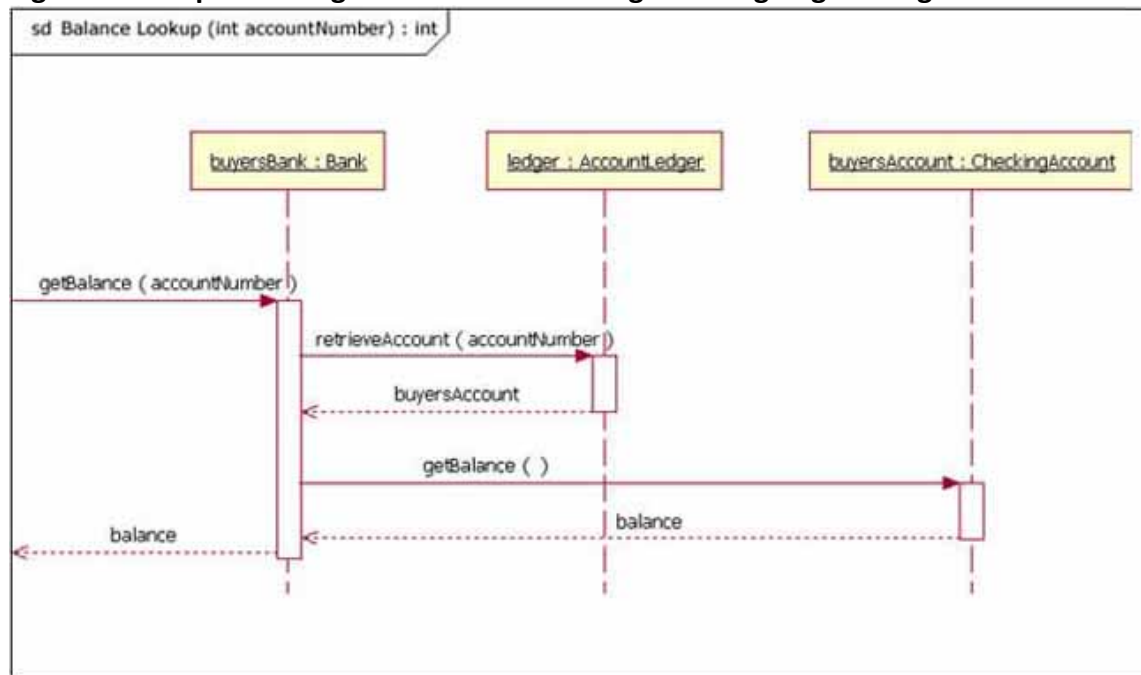 sd Balance Lookup (int accountNumber) : int
buyersBank : Bank
ledger : AccountLedger
buyersAccount : CheckingAccount
getBalance ( accountNumber )
retrieveAccount ( accountNumber )
buyersAccount
getBalance ( )
balance
balance